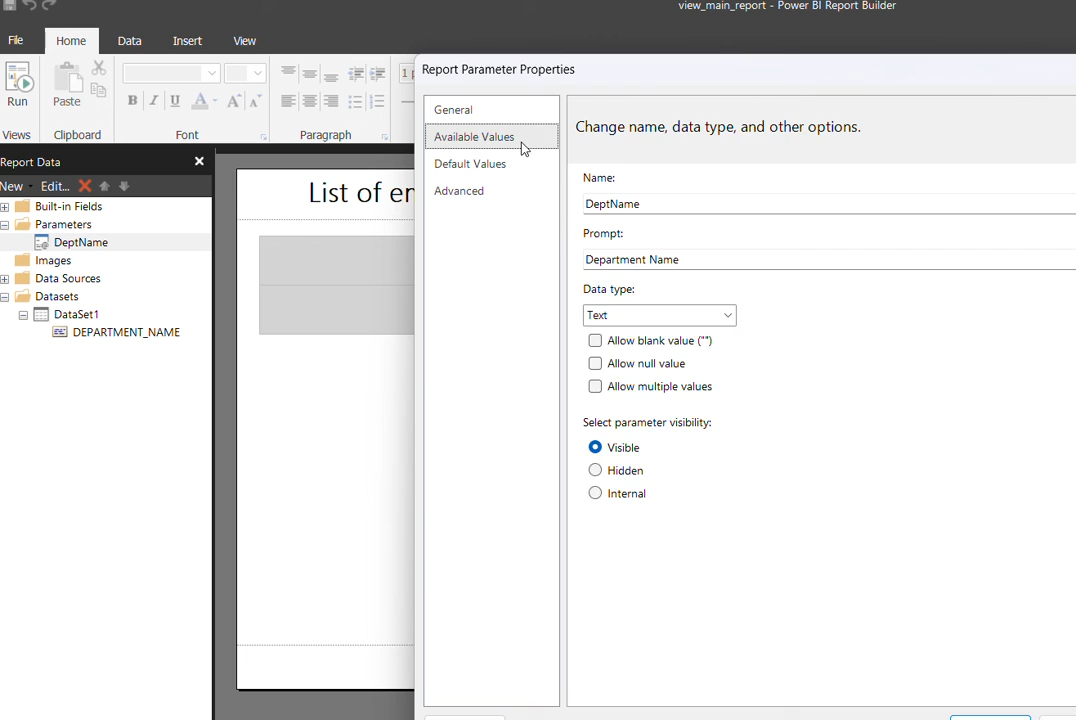 view_main_report - Power BI Report Builder
File
Home
Data
Insert
View
Run
Paste
B
I
U
A
A
A
Views
Clipboard
Font
Paragraph
Report Data
New
Edit...
Built-in Fields
Parameters
DeptName
Images
Data Sources
Datasets
DataSet1
DEPARTMENT_NAME
List of
Report Parameter Properties
General
Available Values
Default Values
Advanced
Change name, data type, and other options.
Name:
DeptName
Prompt:
Department Name
Data type:
Text
Allow blank value ("")
Allow null value
Allow multiple values
Select parameter visibility:
Visible
Hidden
Internal